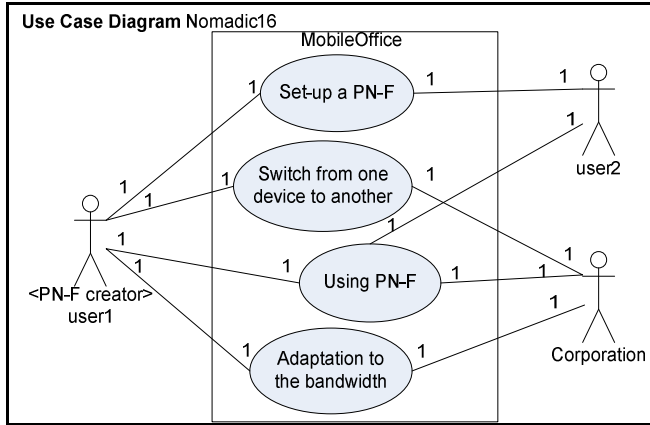 Use Case Diagram Nomadic16
MobileOffice
1
Set-up a PN-F
1
1
1
1
Switch from one
device to another
1
1
1
user2
1
1
1
<PN-F creator>
user1
1
1
1
Using PN-F
1
1
1
1
Adaptation to
the bandwidth
1
1
Corporation